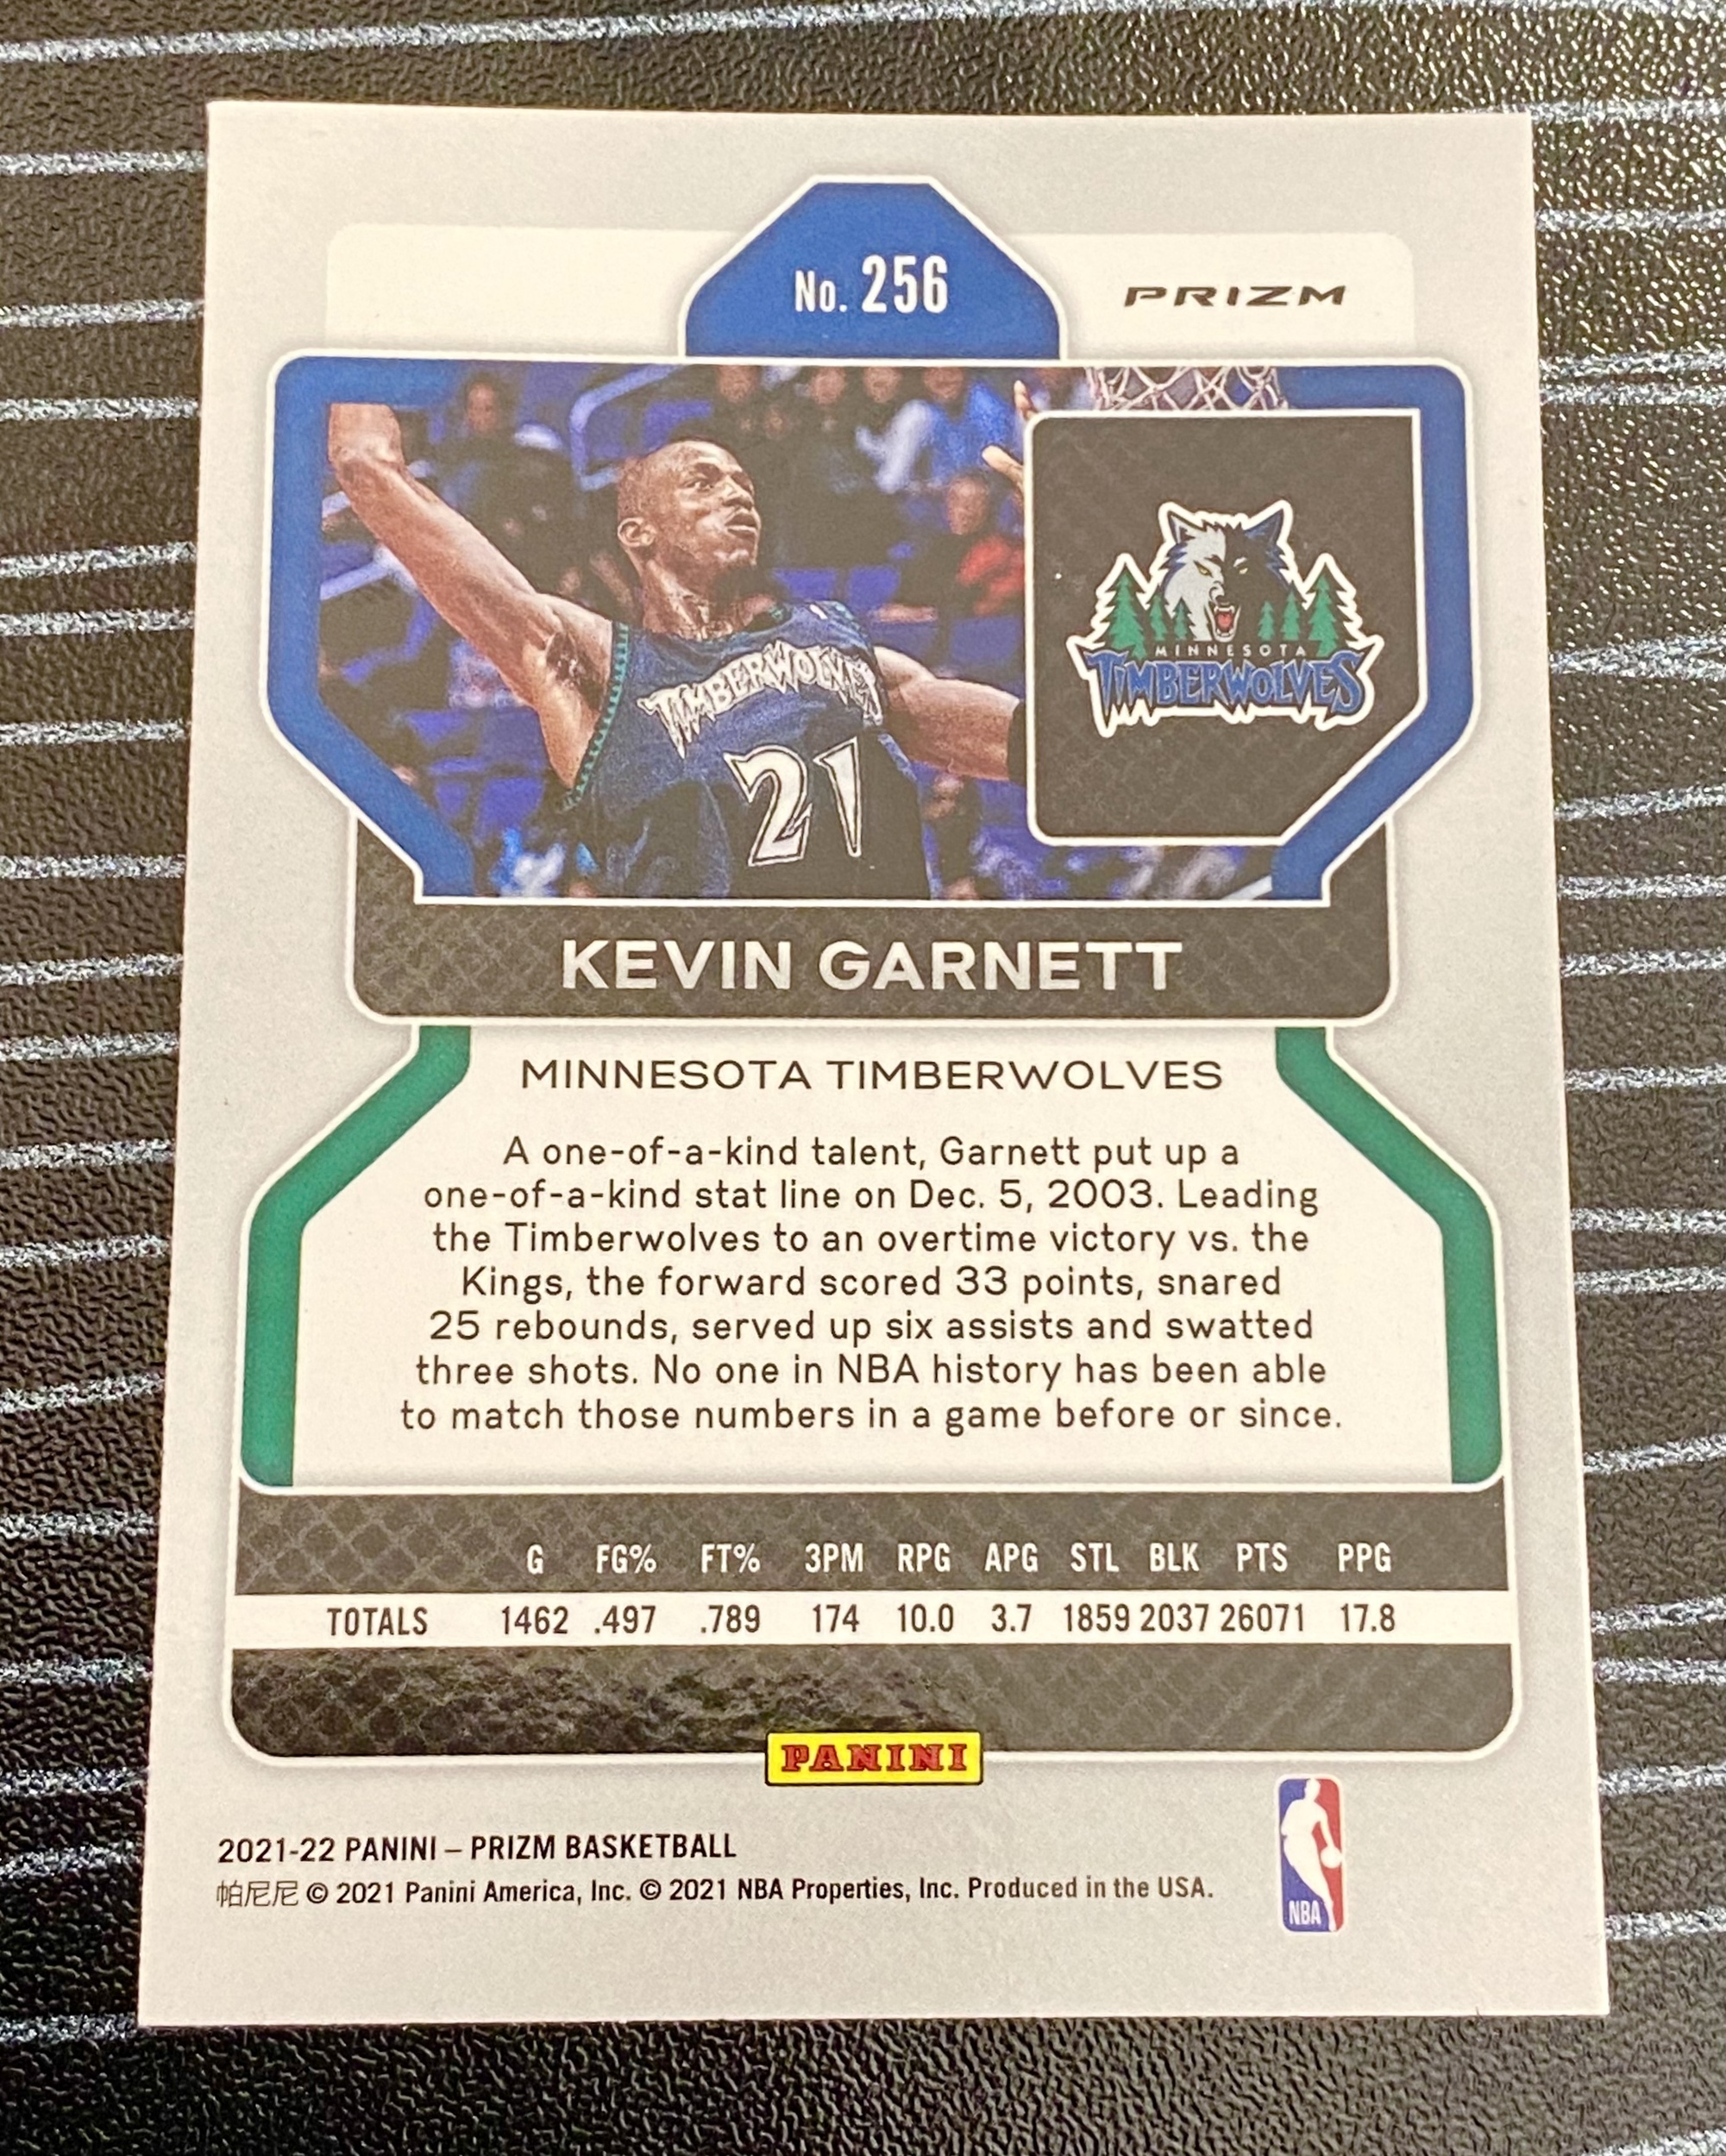 No. 256
PRIZM
TIMBERWOLVES
21
MINNESOTA
TIMBERWOLVES
KEVIN GARNETT
MINNESOTA TIMBERWOLVES
A one-of-a-kind talent, Garnett put up a
one-of-a-kind stat line on Dec. 5, 2003. Leading
the Timberwolves to an overtime victory vs. the
Kings, the forward scored 33 points, snared
25 rebounds, served up six assists and swatted
three shots. No one in NBA history has been able
to match those numbers in a game before or since.
G FG% FT% 3PM RPG APG STL BLK PTS PPG
TOTALS 1462 .497 .789 174 10.0 3.7 1859 2037 26071 17.8
PANINI
2021-22 PANINI – PRIZM BASKETBALL
帕尼尼 © 2021 Panini America, Inc. © 2021 NBA Properties, Inc. Produced in the USA.
NBA